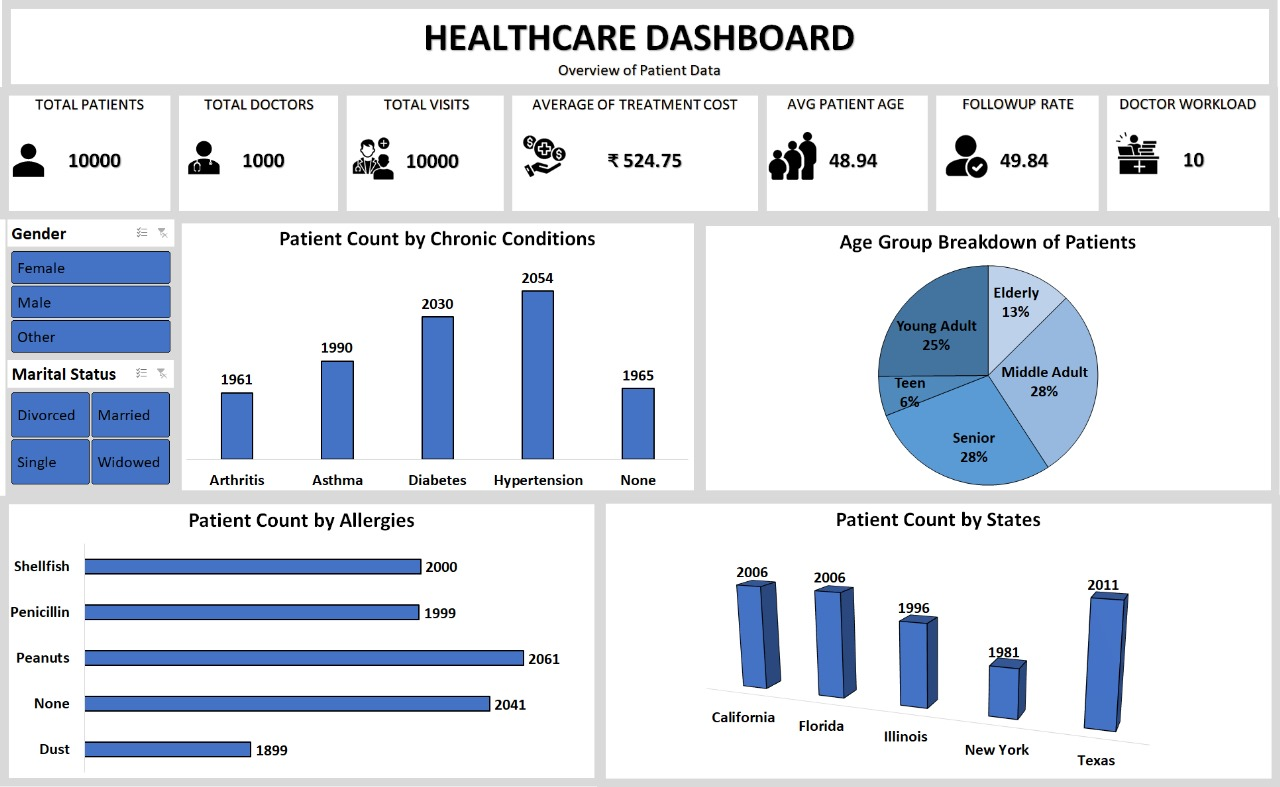 HEALTHCARE DASHBOARD
Overview of Patient Data
TOTAL PATIENTS
10000
TOTAL DOCTORS
1000
TOTAL VISITS
10000
AVERAGE OF TREATMENT COST
₹ 524.75
AVG PATIENT AGE
48.94
FOLLOWUP RATE
49.84
DOCTOR WORKLOAD
10
Gender
Female
Male
Other
Marital Status
Divorced Married
Single Widowed
Patient Count by Chronic Conditions
1961
1990
2030
2054
1965
Arthritis Asthma Diabetes Hypertension None
Age Group Breakdown of Patients
Elderly
13%
Middle Adult
28%
Senior
28%
Teen
6%
Young Adult
25%
Patient Count by Allergies
Shellfish 2000
Penicillin 1999
Peanuts 2061
None 2041
Dust 1899
Patient Count by States
2006
2006
1996
1981
2011
California
Florida
Illinois
New York
Texas